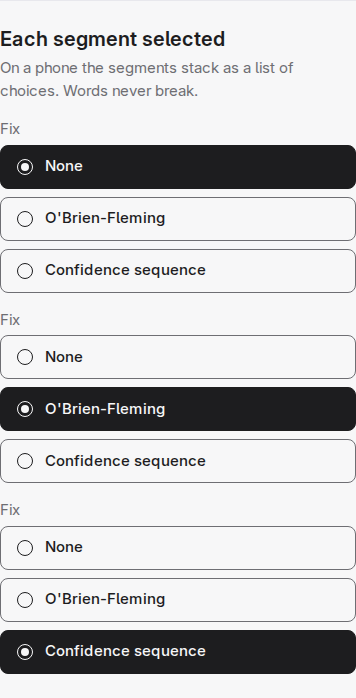 Each segment selected
On a phone the segments stack as a list of
choices. Words never break.
Fix
None
O'Brien-Fleming
Confidence sequence
Fix
None
O'Brien-Fleming
Confidence sequence
Fix
None
O'Brien-Fleming
Confidence sequence